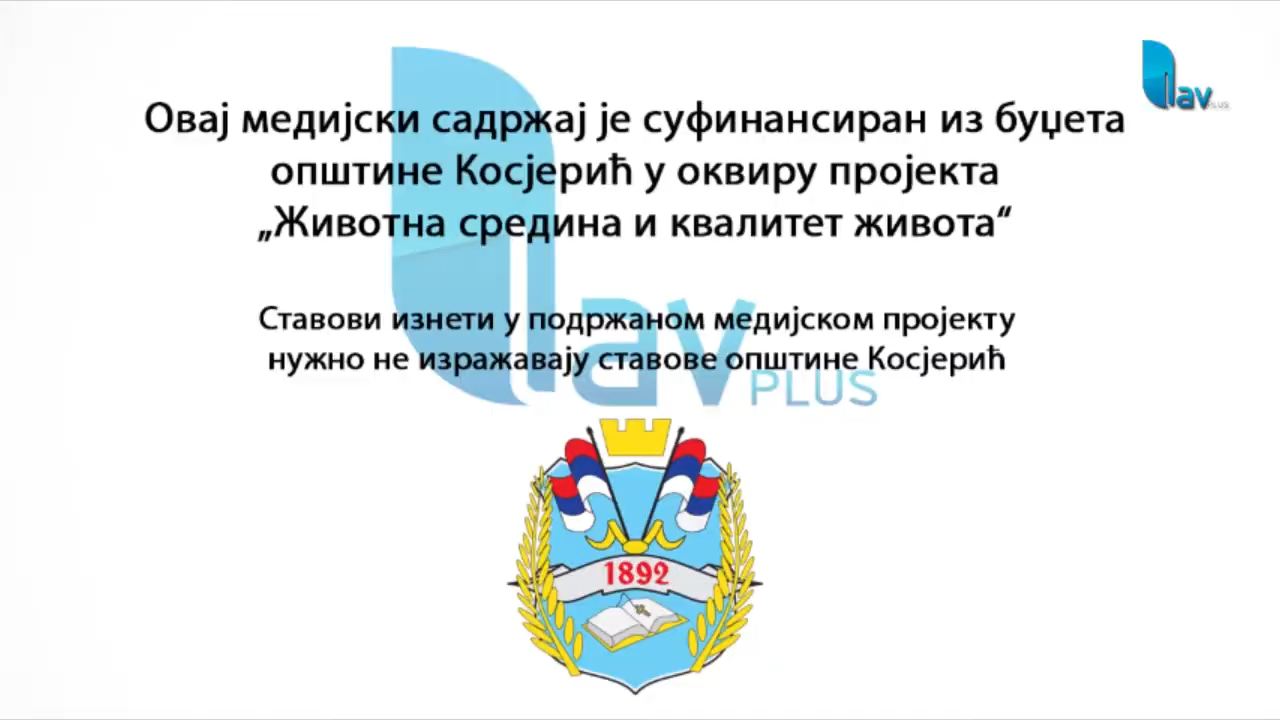 Овај медијски садржај је суфинансиран из буџета
општине Косјерић у оквиру пројекта
„Животна средина и квалитет живота“
Ставови изнети у подржаном медијском пројекту
нужно не изражавају ставове општине Косјерић
lav PLUS
lav PLUS
1892